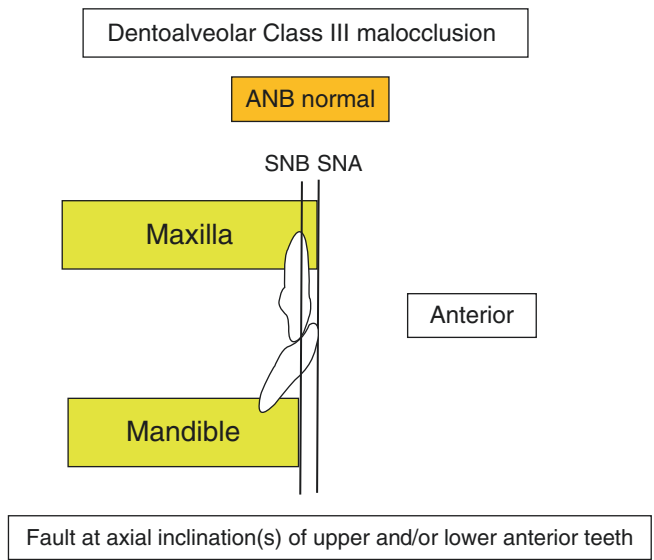 Dentoalveolar Class III malocclusion
ANB normal
SNB SNA
Maxilla
Anterior
Mandible
Fault at axial inclination(s) of upper and/or lower anterior teeth